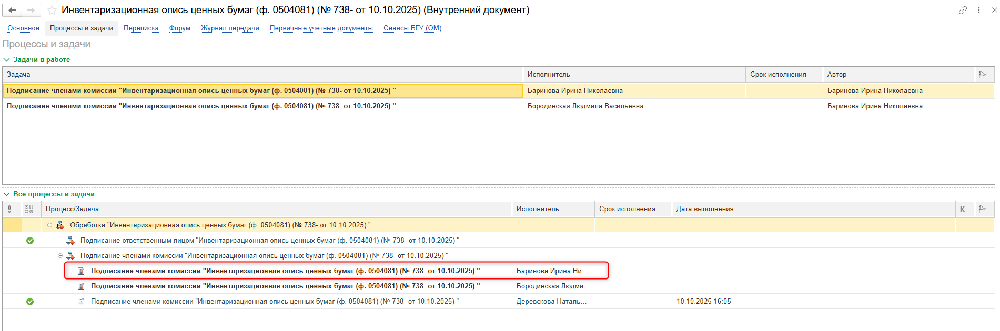 Инвентаризационная опись ценных бумаг (ф. 0504081) (№ 738- от 10.10.2025) (Внутренний документ)
Основное Процессы и задачи Переписка Форум Журнал передачи Первичные учетные документы Сеансы БГУ (ОМ)
Процессы и задачи
Задачи в работе
Задача Исполнитель Срок исполнения Автор
Подписание членами комиссии "Инвентаризационная опись ценных бумаг (ф. 0504081) (№ 738- от 10.10.2025) " Баринова Ирина Николаевна Баринова Ирина Николаевна
Подписание членами комиссии "Инвентаризационная опись ценных бумаг (ф. 0504081) (№ 738- от 10.10.2025) " Бородинская Людмила Васильевна Баринова Ирина Николаевна
Все процессы и задачи
Процесс/Задача Исполнитель Срок исполнения Дата выполнения К
Обработка "Инвентаризационная опись ценных бумаг (ф. 0504081) (№ 738- от 10.10.2025) "
Подписание ответственным лицом "Инвентаризационная опись ценных бумаг (ф. 0504081) (№ 738- от 10.10.2025) "
Подписание членами комиссии "Инвентаризационная опись ценных бумаг (ф. 0504081) (№ 738- от 10.10.2025) "
Подписание членами комиссии "Инвентаризационная опись ценных бумаг (ф. 0504081) (№ 738- от 10.10.2025) " Баринова Ирина Ни...
Подписание членами комиссии "Инвентаризационная опись ценных бумаг (ф. 0504081) (№ 738- от 10.10.2025) " Бородинская Людми...
Подписание членами комиссии "Инвентаризационная опись ценных бумаг (ф. 0504081) (№ 738- от 10.10.2025) " Деревскова Наталь... 10.10.2025 16:05